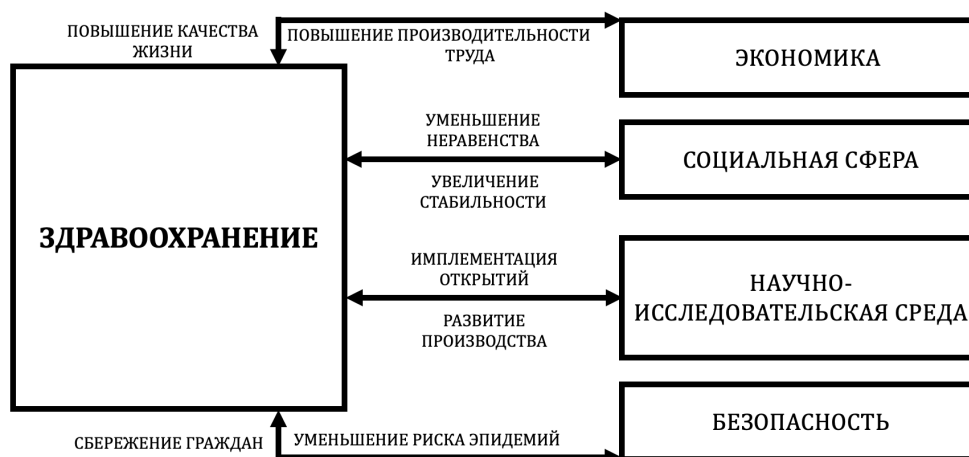 ПОВЫШЕНИЕ КАЧЕСТВА
ЖИЗНИ
ПОВЫШЕНИЕ ПРОИЗВОДИТЕЛЬНОСТИ
ТРУДА
ЭКОНОМИКА
УМЕНЬШЕНИЕ
НЕРАВЕНСТВА
СОЦИАЛЬНАЯ СФЕРА
УВЕЛИЧЕНИЕ
СТАБИЛЬНОСТИ
ЗДРАВООХРАНЕНИЕ
ИМПЛЕМЕНТАЦИЯ
ОТКРЫТИЙ
НАУЧНО-
ИССЛЕДОВАТЕЛЬСКАЯ СРЕДА
РАЗВИТИЕ
ПРОИЗВОДСТВА
БЕЗОПАСНОСТЬ
СБЕРЕЖЕНИЕ ГРАЖДАН
УМЕНЬШЕНИЕ РИСКА ЭПИДЕМИЙ